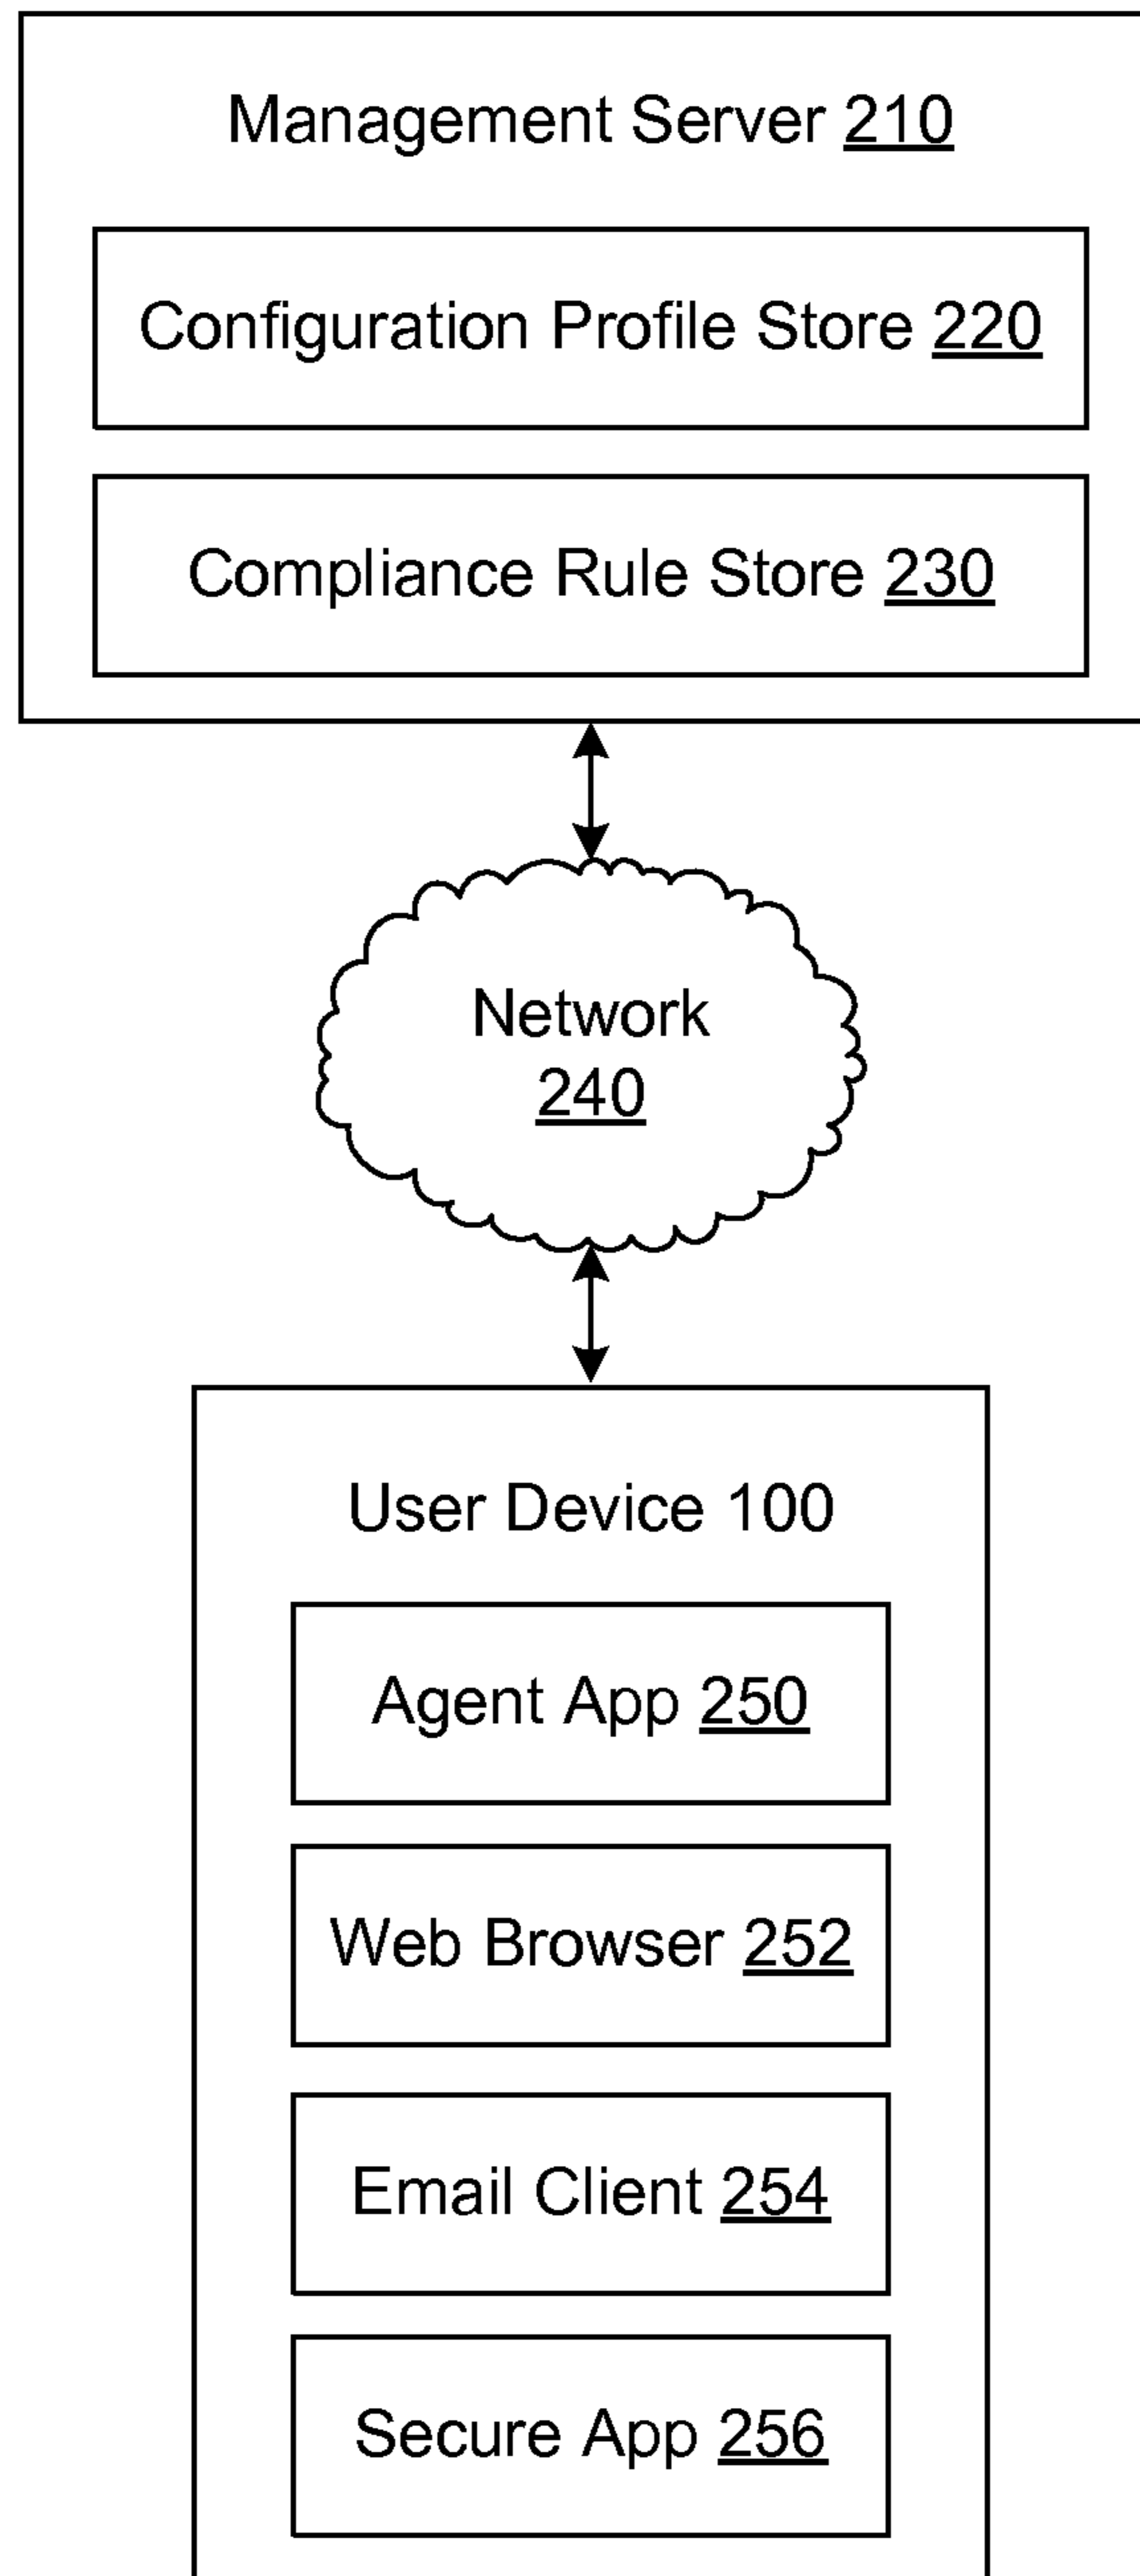 Management Server 210
Configuration Profile Store 220
Compliance Rule Store 230
Network
240
User Device 100
Agent App 250
Web Browser 252
Email Client 254
Secure App 256